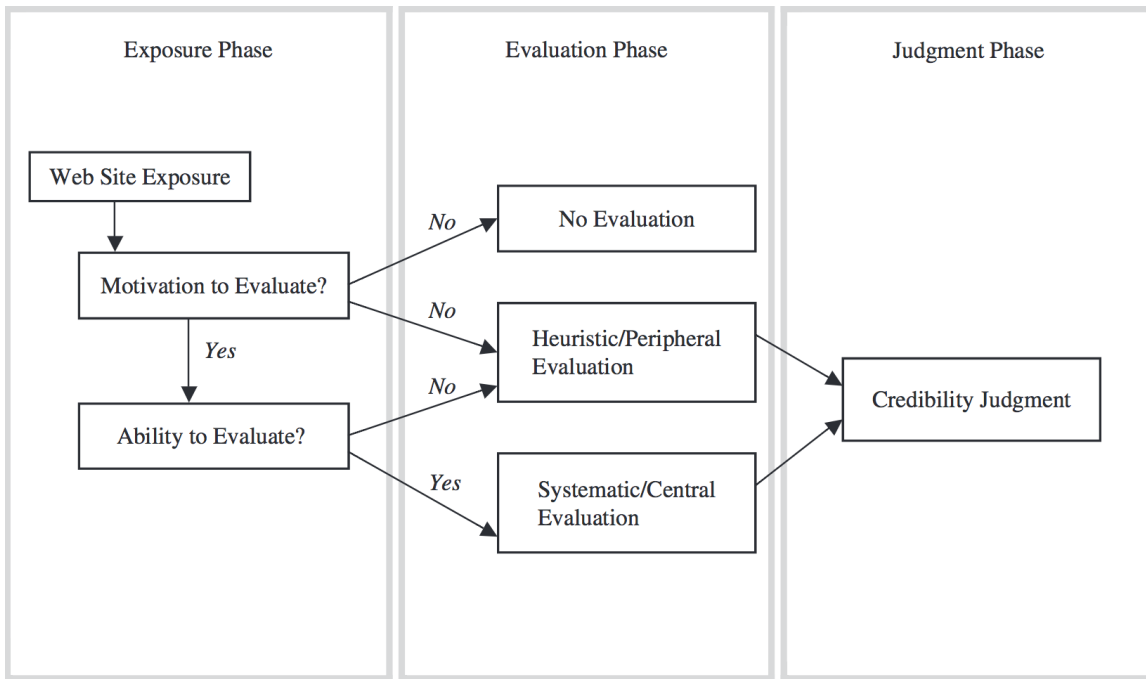 Exposure Phase
Evaluation Phase
Judgment Phase
Web Site Exposure
No
No Evaluation
Motivation to Evaluate?
No
Heuristic/Peripheral
Evaluation
Yes
No
Credibility Judgment
Ability to Evaluate?
Yes
Systematic/Central
Evaluation